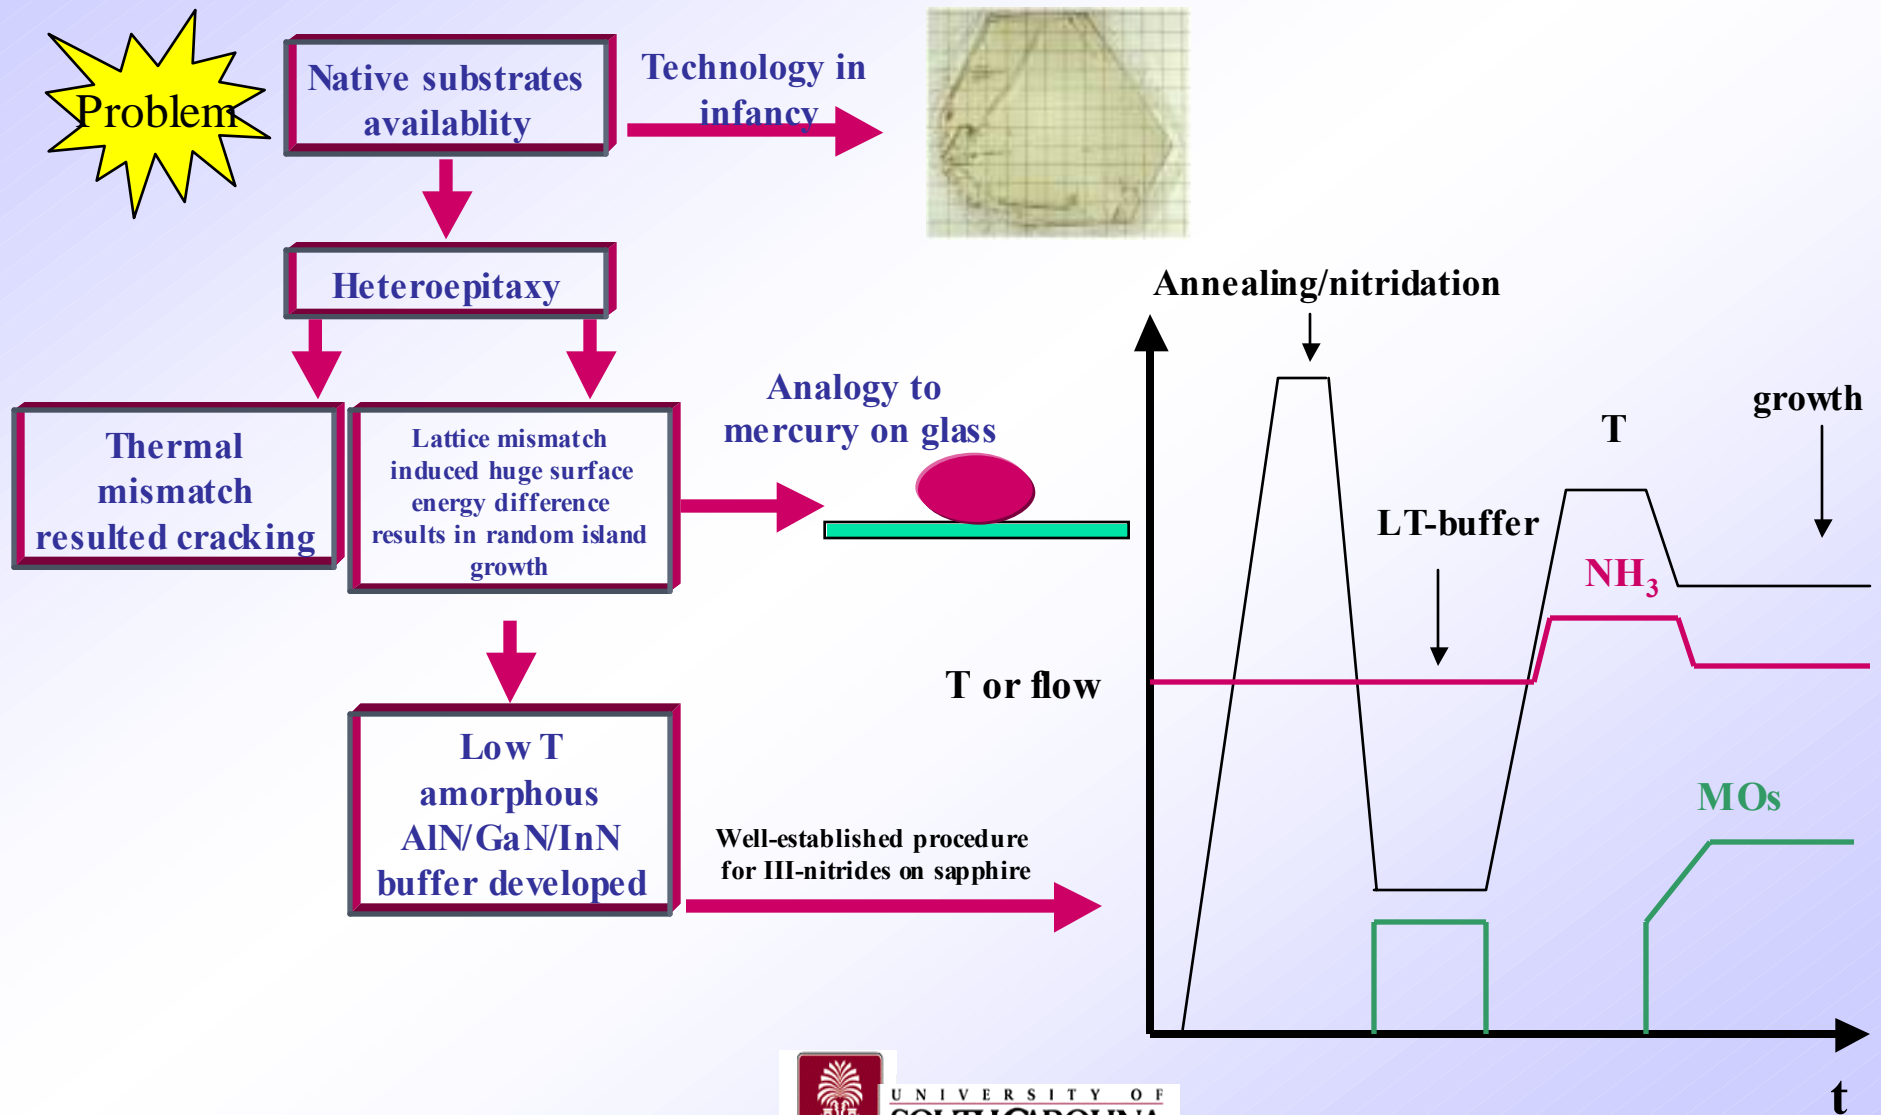 Problem
Native substrates
availablity
Technology in
infancy
Heteroepitaxy
Thermal
mismatch
resulted cracking
Lattice mismatch
induced huge surface
energy difference
results in random island
growth
Analogy to
mercury on glass
Low T
amorphous
AlN/GaN/InN
buffer developed
Well-established procedure
for III-nitrides on sapphire
Annealing/nitridation
growth
T
LT-buffer
NH3
T or flow
MOs
t
UNIVERSITY OF
SOUTH CAROLINA